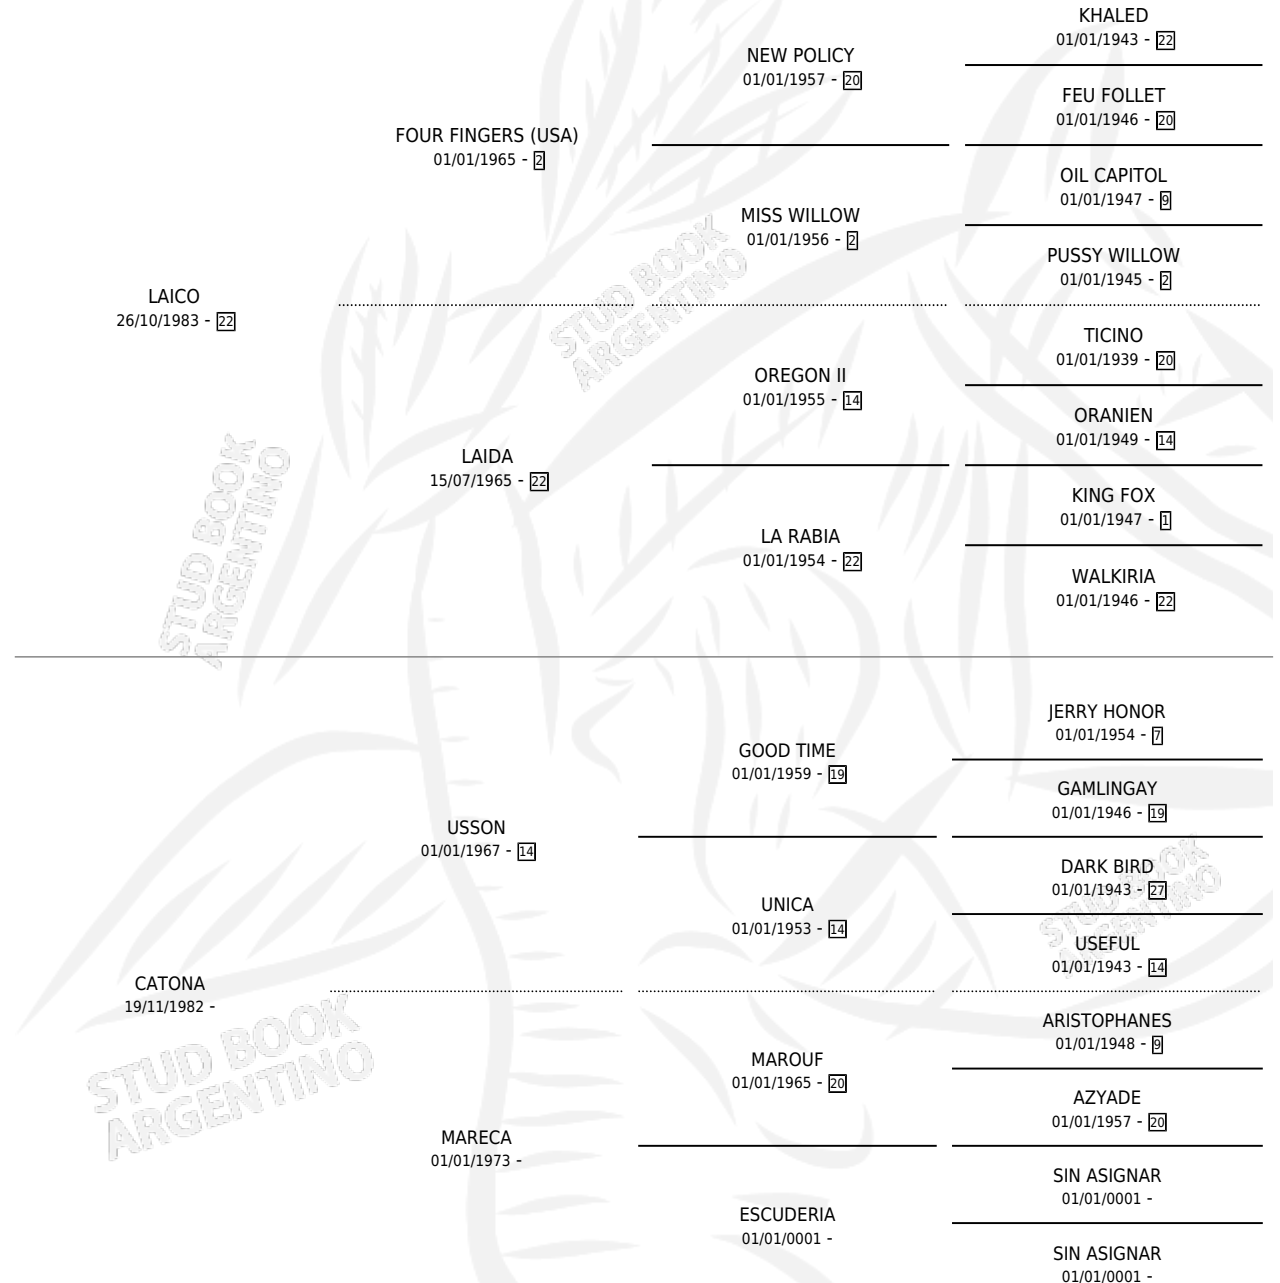 KHALED
01/01/1943 - 22
NEW POLICY
01/01/1957 - 20
FEU FOLLET
01/01/1946 - 20
FOUR FINGERS (USA)
01/01/1965 - 2
OIL CAPITOL
01/01/1947 - 9
MISS WILLOW
01/01/1956 - 2
PUSSY WILLOW
01/01/1945 - 2
STUD BOOK
ARGENTINO
LAICO
26/10/1983 - 22
TICINO
01/01/1939 - 20
OREGON II
01/01/1955 - 14
ORANIEN
01/01/1949 - 14
LAIDA
15/07/1965 - 22
KING FOX
01/01/1947 - 1
LA RABIA
01/01/1954 - 22
WALKIRIA
01/01/1946 - 22
STUD BOOK
ARGENTINO
JERRY HONOR
01/01/1954 - 7
GOOD TIME
01/01/1959 - 19
GAMLINGAY
01/01/1946 - 19
USSON
01/01/1967 - 14
DARK BIRD
01/01/1943 - 27
UNICA
01/01/1953 - 14
USEFUL
01/01/1943 - 14
STUD BOOK
ARGENTINO
CATONA
19/11/1982 -
ARISTOPHANES
01/01/1948 - 9
MAROUF
01/01/1965 - 20
AZYADE
01/01/1957 - 20
STUD BOOK
ARGENTINO
MARECA
01/01/1973 -
SIN ASIGNAR
01/01/0001 -
ESCUDERIA
01/01/0001 -
SIN ASIGNAR
01/01/0001 -